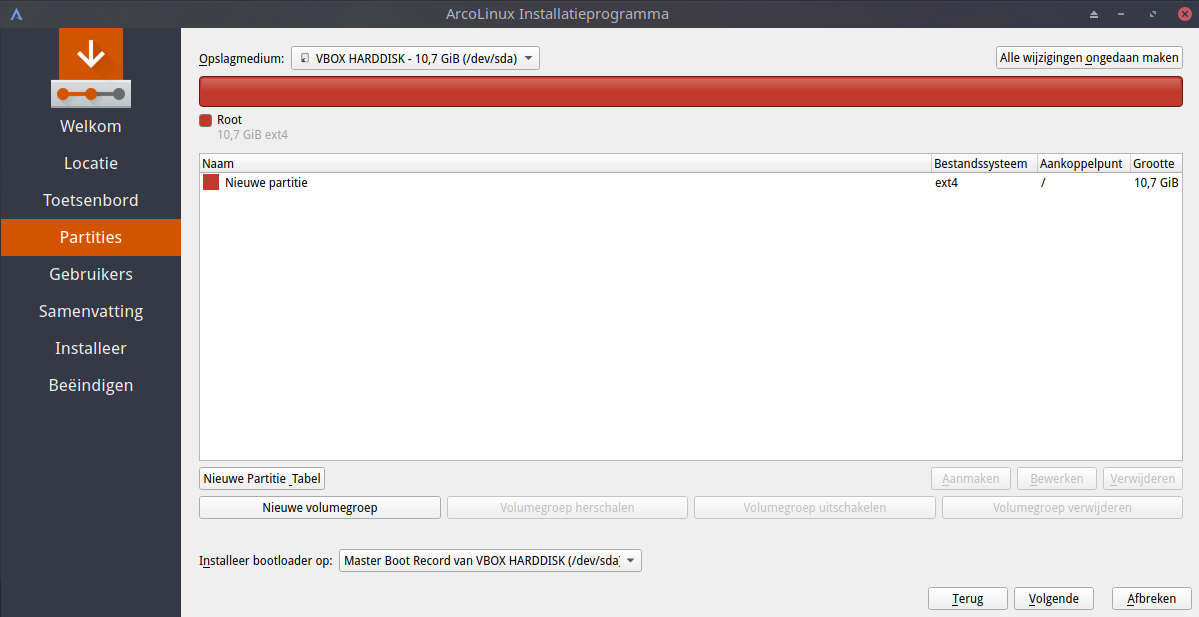 ArcoLinux Installatieprogramma
Welkom
Locatie
Toetsenbord
Partities
Gebruikers
Samenvatting
Installeer
Beëindigen
Opslagmedium: VBOX HARDDISK - 10,7 GiB (/dev/sda) Alle wijzigingen ongedaan maken
Root
10,7 GiB ext4
Naam Bestandssysteem Aankoppelpunt Grootte
Nieuwe partitie ext4 / 10,7 GiB
Nieuwe Partitie _Tabel Aanmaken Bewerken Verwijderen
Nieuwe volumegroep Volumegroep herschalen Volumegroep uitschakelen Volumegroep verwijderen
Installeer bootloader op: Master Boot Record van VBOX HARDDISK (/dev/sda)
Terug Volgende Afbreken